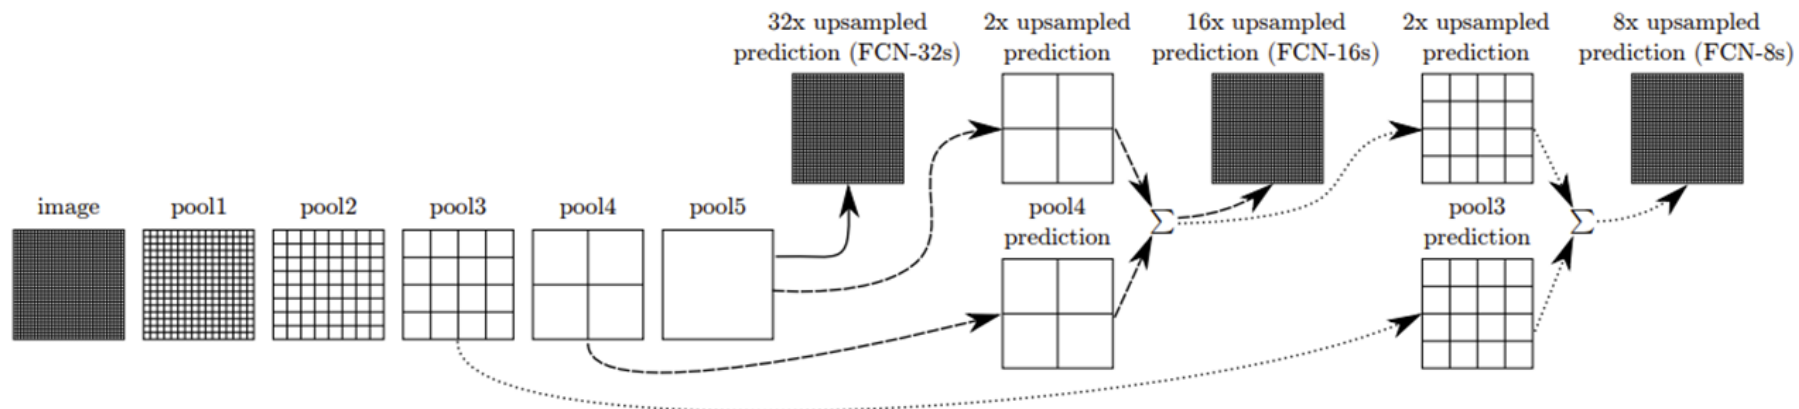 32x upsampled
prediction (FCN-32s)
2x upsampled
prediction
16x upsampled
prediction (FCN-16s)
2x upsampled
prediction
8x upsampled
prediction (FCN-8s)
image
pool1
pool2
pool3
pool4
pool5
pool4
prediction
∑
pool3
prediction
∑